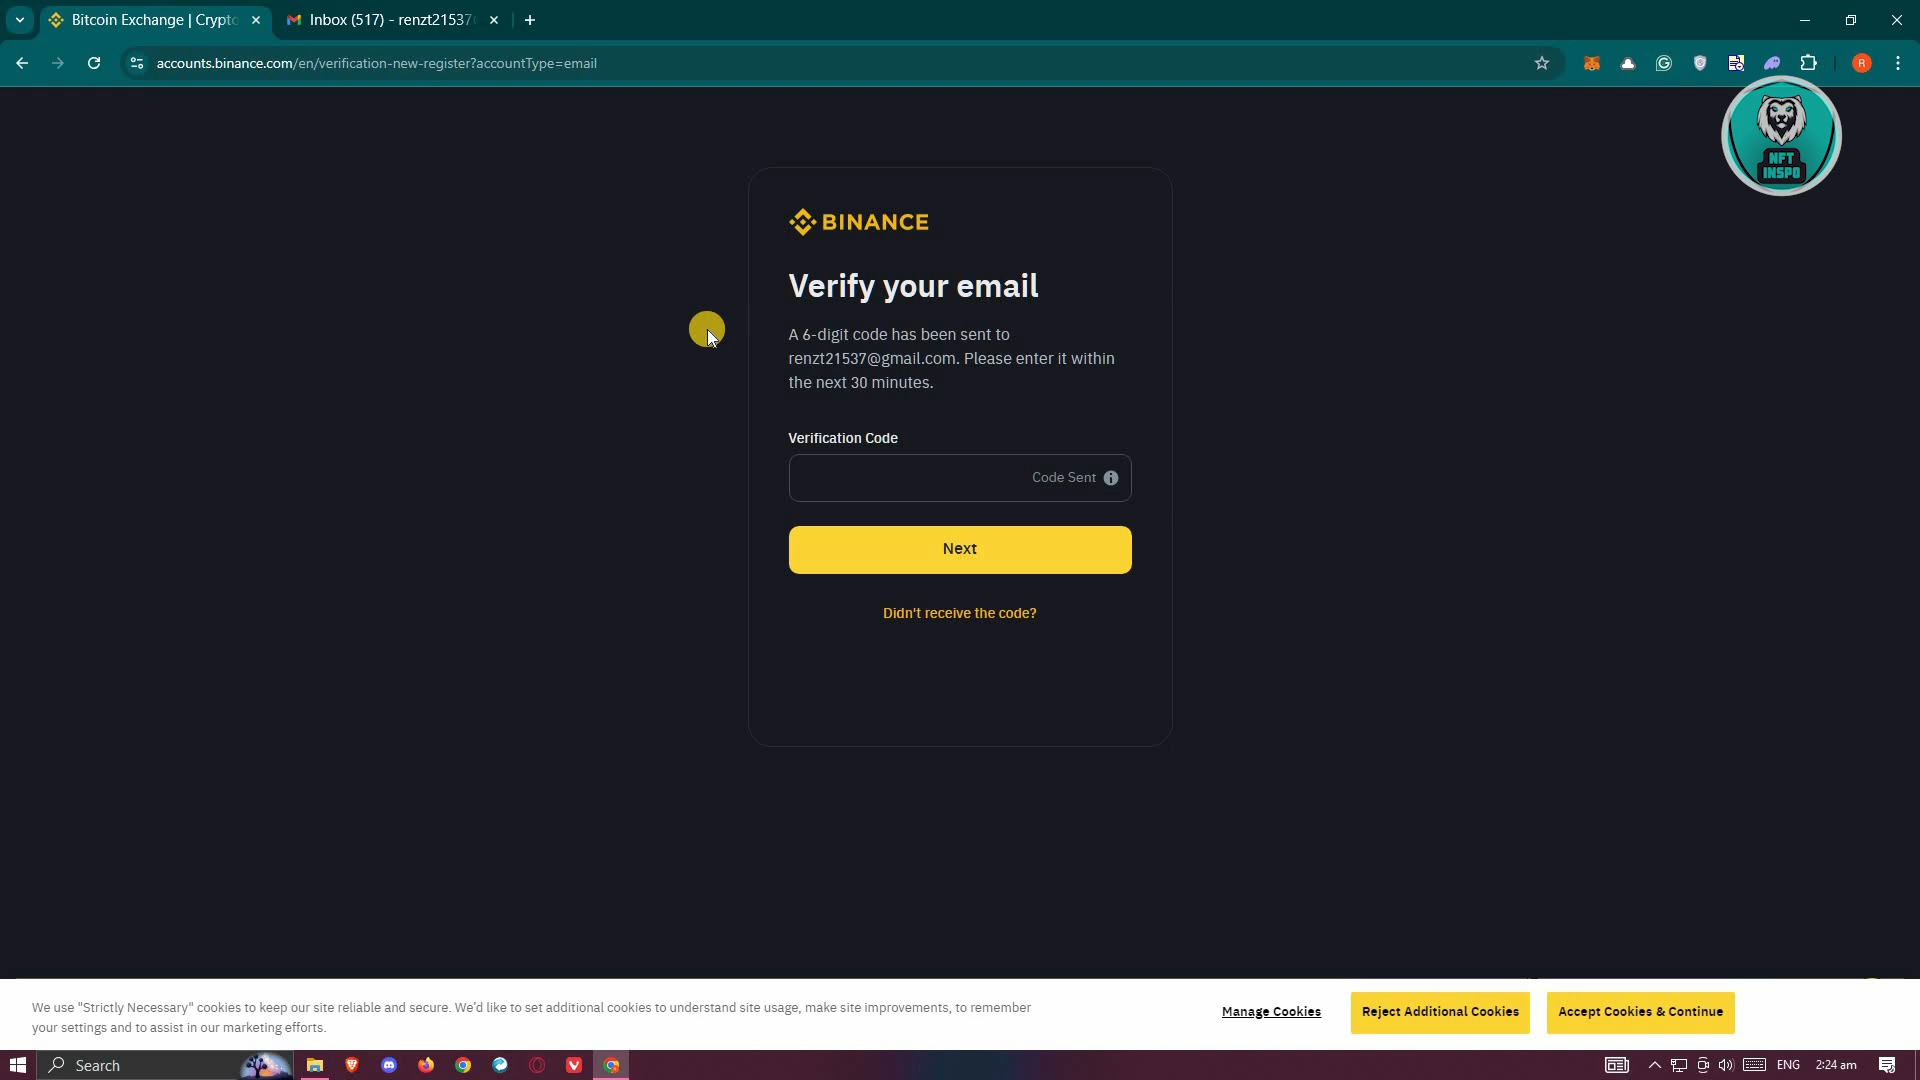 Bitcoin Exchange | Crypto
Inbox (517) - renzt21537
accounts.binance.com/en/verification-new-register?accountType=email
R
NFT
INSPO
BINANCE
Verify your email
A 6-digit code has been sent to
renzt21537@gmail.com. Please enter it within
the next 30 minutes.
Verification Code
Code Sent
Next
Didn't receive the code?
We use "Strictly Necessary" cookies to keep our site reliable and secure. We'd like to set additional cookies to understand site usage, make site improvements, to remember
your settings and to assist in our marketing efforts.
Manage Cookies
Reject Additional Cookies
Accept Cookies & Continue
Search
ENG
2:24 am